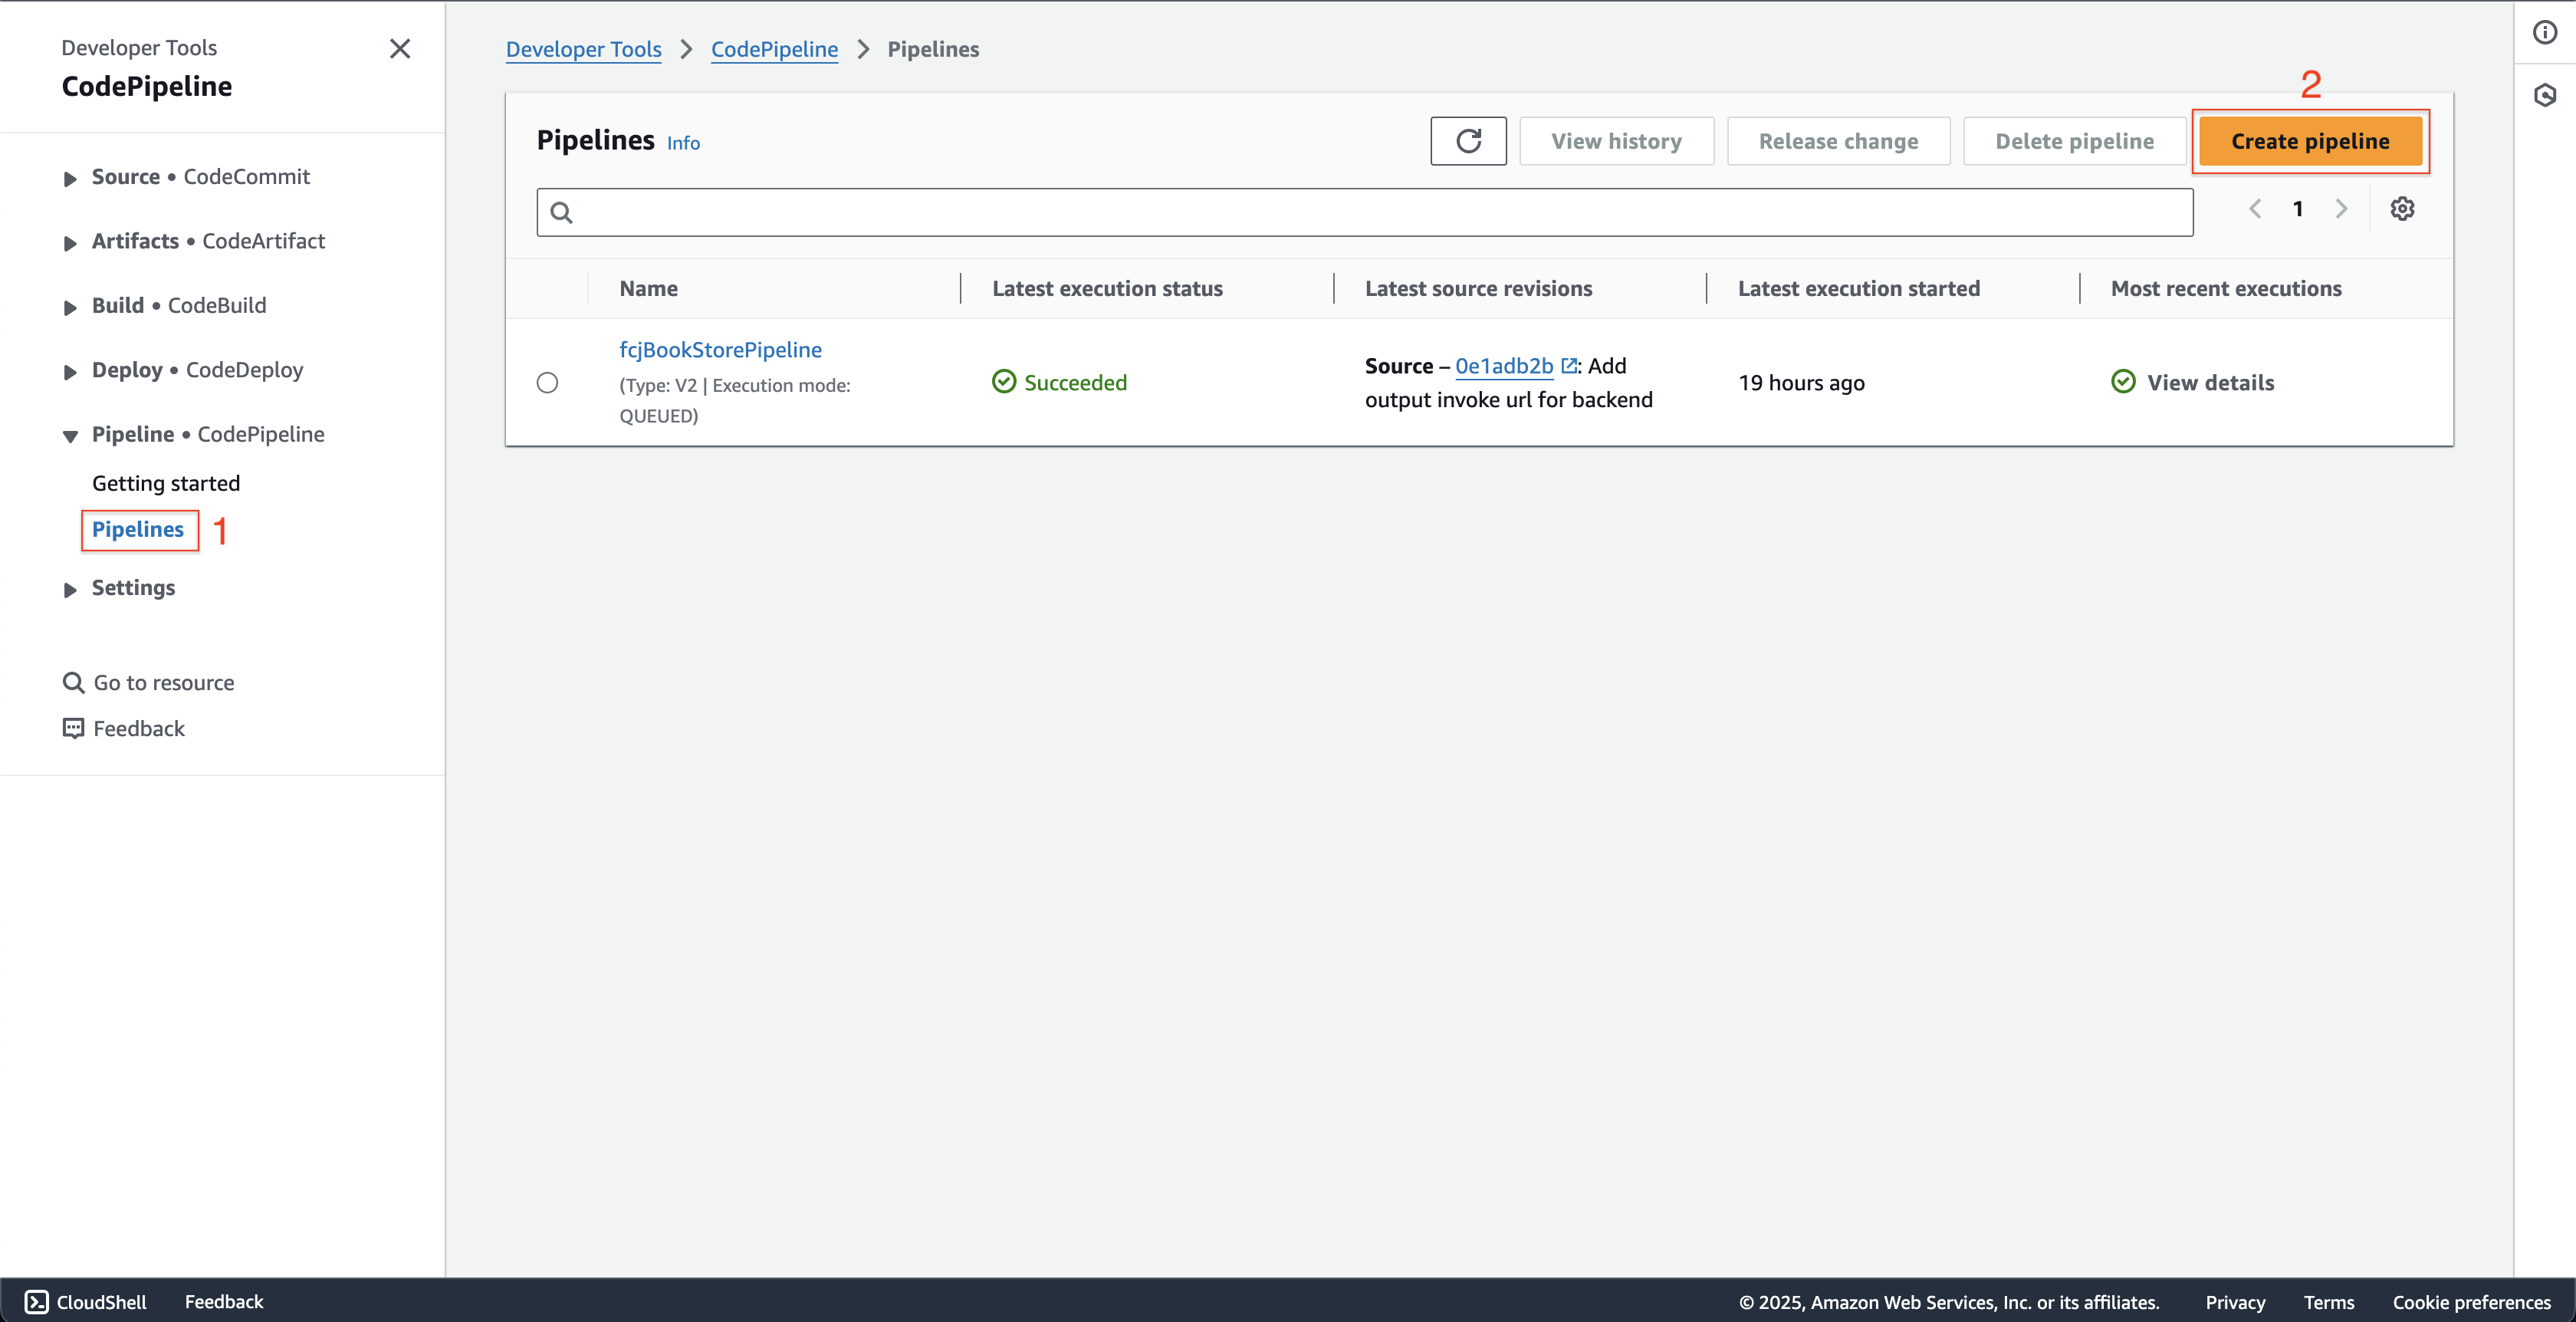 Developer Tools
CodePipeline
Source • CodeCommit
Artifacts • CodeArtifact
Build • CodeBuild
Deploy • CodeDeploy
Pipeline • CodePipeline
Getting started
Pipelines 1
Settings
Go to resource
Feedback
Developer Tools > CodePipeline > Pipelines
2
Pipelines Info
View history
Release change
Delete pipeline
Create pipeline
1
Name
Latest execution status
Latest source revisions
Latest execution started
Most recent executions
fcjBookStorePipeline
(Type: V2 | Execution mode:
QUEUED)
Succeeded
Source – 0e1adb2b : Add
output invoke url for backend
19 hours ago
View details
CloudShell
Feedback
© 2025, Amazon Web Services, Inc. or its affiliates.
Privacy
Terms
Cookie preferences